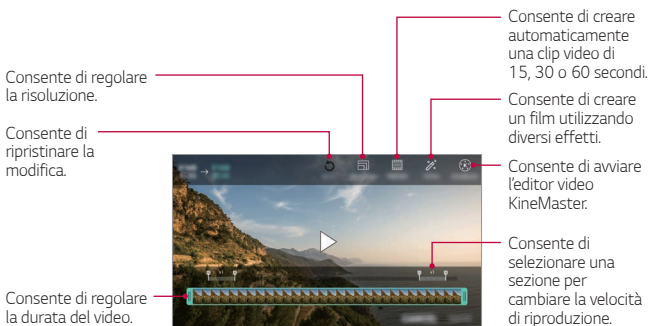 Consente di creare
automaticamente
una clip video di
15, 30 o 60 secondi.
Consente di regolare
la risoluzione.
Consente di creare
un film utilizzando
diversi effetti.
Consente di
ripristinare la
modifica.
Consente di avviare
l'editor video
KineMaster.
Consente di
selezionare una
sezione per
cambiare la velocità
di riproduzione.
x1
x1
Consente di regolare
la durata del video.